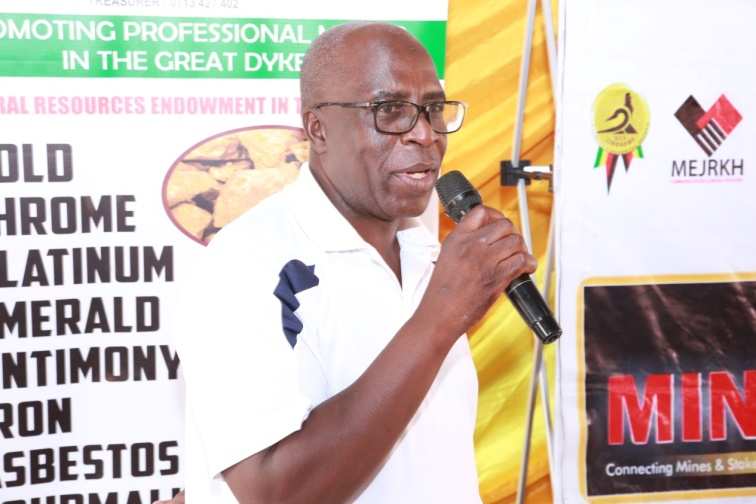 TREASURER: 0713 427 402
OMOTING PROFESSIONAL M
IN THE GREAT DYKE
RAL RESOURCES ENDOWMENT IN T
OLD
HROME
LATINUM
MERALD
NTIMONY
RON
ASBESTOS
MEJRKH
MIN
Connecting Mines & Stake